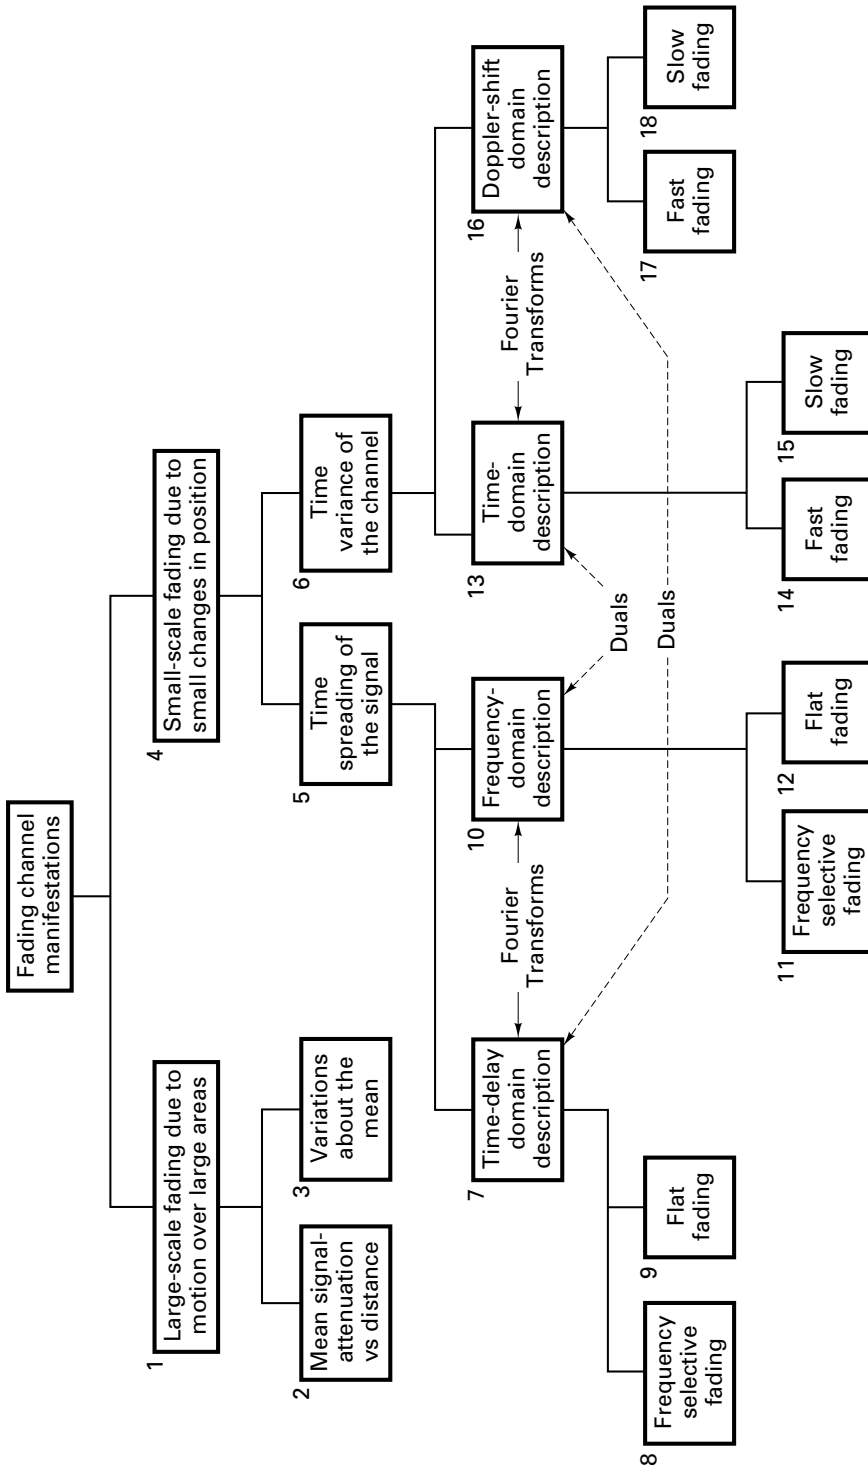 Fading channel
manifestations
1
Large-scale fading due to
motion over large areas
2
Mean signal-
attenuation
vs distance
3
Variations
about the
mean
4
Small-scale fading due to
small changes in position
5
Time
spreading of
the signal
6
Time
variance of
the channel
7
Time-delay
domain
description
Fourier
Transforms
10
Frequency-
domain
description
13
Time-
domain
description
Fourier
Transforms
16
Doppler-shift
domain
description
Duals
Duals
8
Frequency
selective
fading
9
Flat
fading
11
Frequency
selective
fading
12
Flat
fading
14
Fast
fading
15
Slow
fading
17
Fast
fading
18
Slow
fading